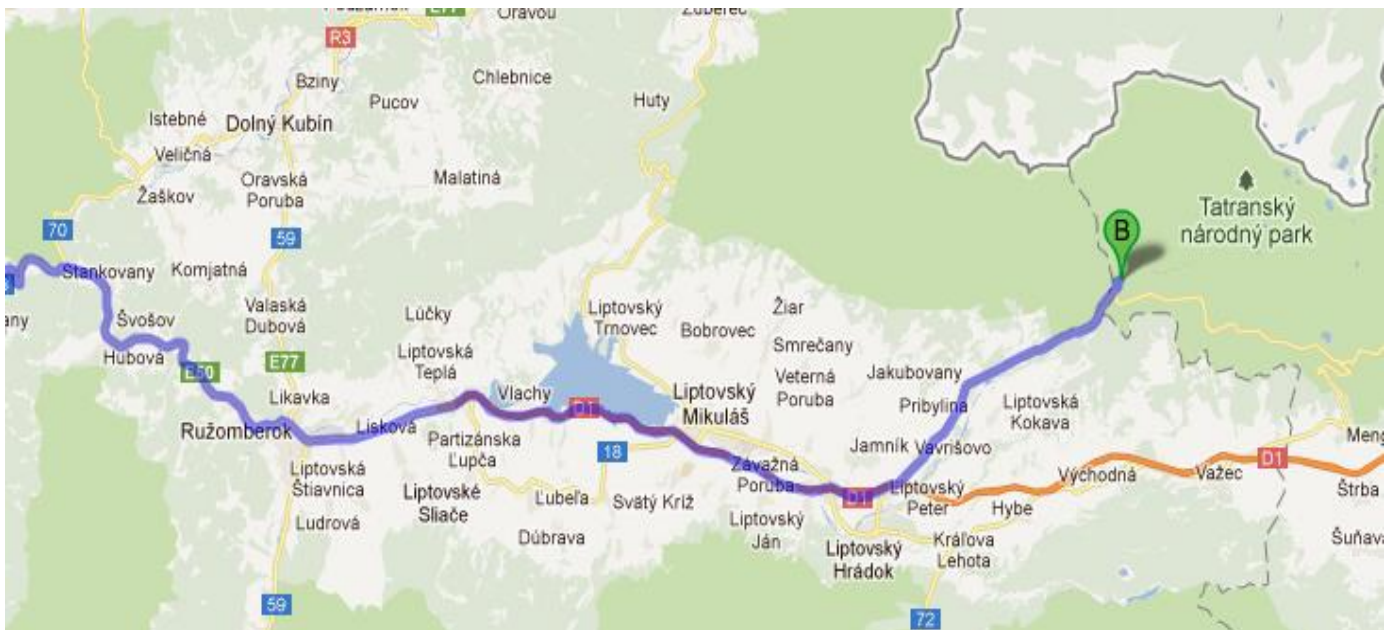 E77
Oravou
Zuberec
R3
Bziny
Chlebnice
Pucov
Huty
Istebné
Dolný Kubín
Veličná
Malatiná
Oravská
Poruba
Žaškov
Tatranský
národný park
B
70
59
Stankovany
Komjatná
Valaská
Dubová
Lúčky
Liptovský
Trnovec
Žiar
Bobrovec
any
Švošov
Hubová
E50
E77
Liptovská
Teplá
Smrečany
Jakubovany
Veterná
Poruba
Vlachy
D1
Liptovský
Mikuláš
Likavka
Pribylina
Liptovská
Kokava
Ružomberok
Lisková
Partizánska
Ľupča
18
Jamník
Vavrišovo
Meng
D1
Liptovská
Štiavnica
Závažná
Poruba
Východná
Važec
Liptovské
Sliače
Ľubeľa
Svätý Kríž
D1
Liptovský
Peter
Hybe
Štrba
Ludrová
Dúbrava
Liptovský
Ján
Liptovský
Hrádok
Kráľova
Lehota
Šuňava
59
72